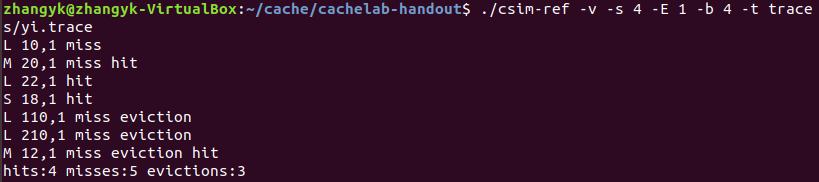 zhangyk@zhangyk-VirtualBox:~/cache/cachelab-handout$ ./csim-ref -v -s 4 -E 1 -b 4 -t trace
s/yi.trace
L 10,1 miss
M 20,1 miss hit
L 22,1 hit
S 18,1 hit
L 110,1 miss eviction
L 210,1 miss eviction
M 12,1 miss eviction hit
hits:4 misses:5 evictions:3